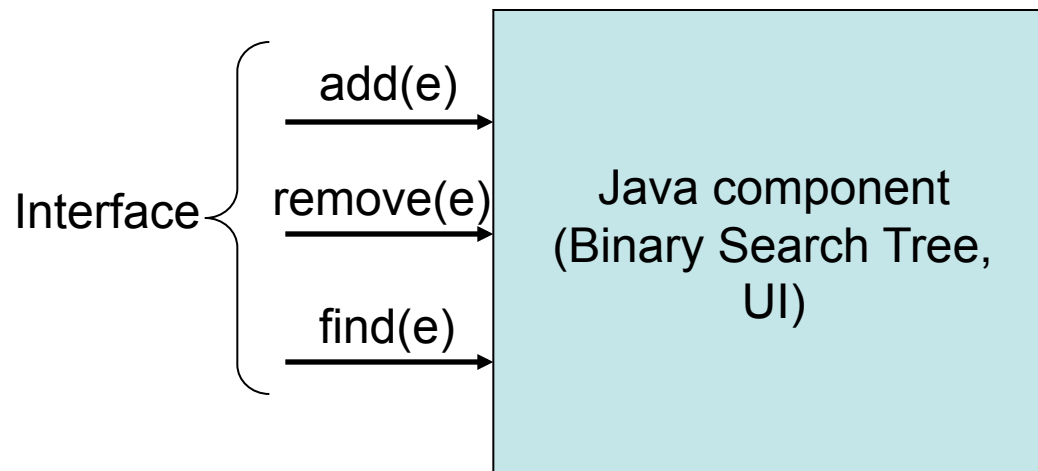 Interface
add(e)
remove(e)
find(e)
Java component
(Binary Search Tree,
UI)